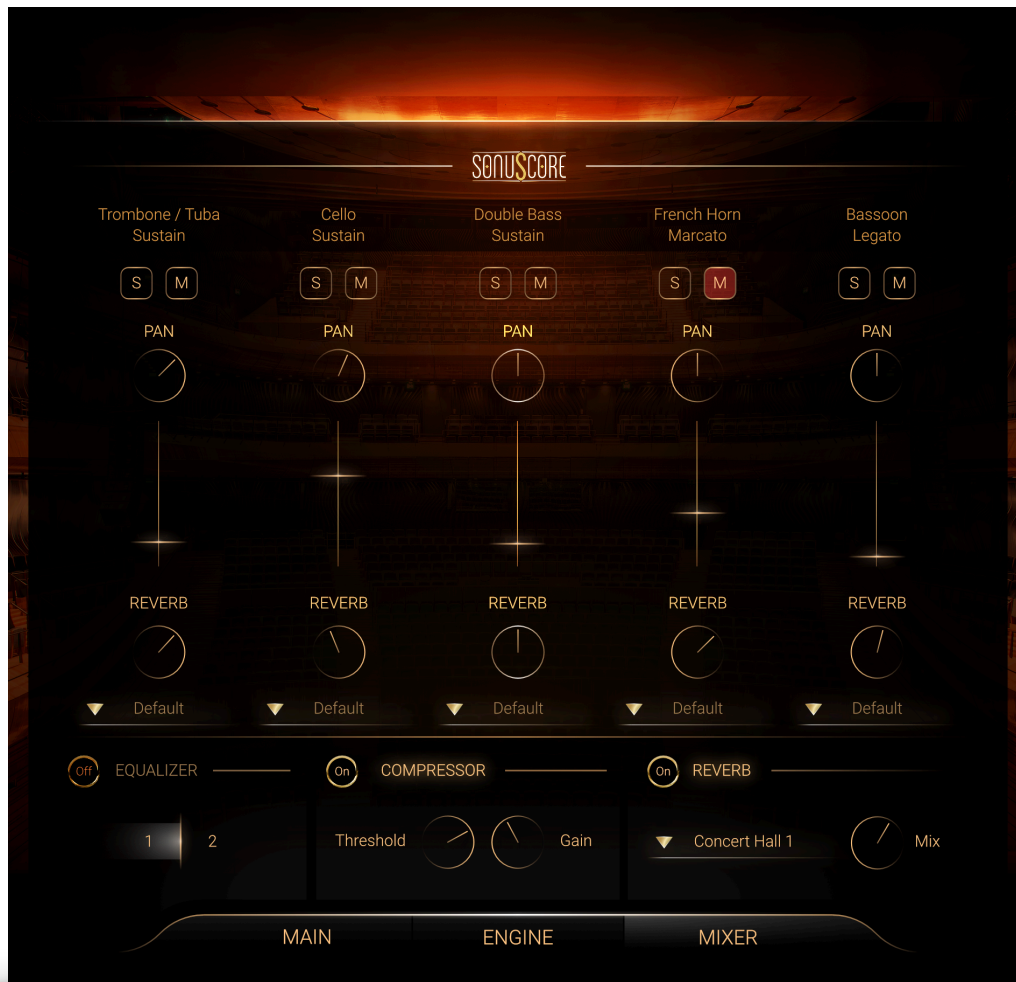 SONUSCORE
Trombone / Tuba
Sustain
Cello
Sustain
Double Bass
Sustain
French Horn
Marcato
Bassoon
Legato
S M S M S M S M S M
PAN PAN PAN PAN PAN
REVERB REVERB REVERB REVERB REVERB
Default Default Default Default Default
Off EQUALIZER On COMPRESSOR On REVERB
1 2 Threshold Gain Concert Hall 1 Mix
MAIN ENGINE MIXER